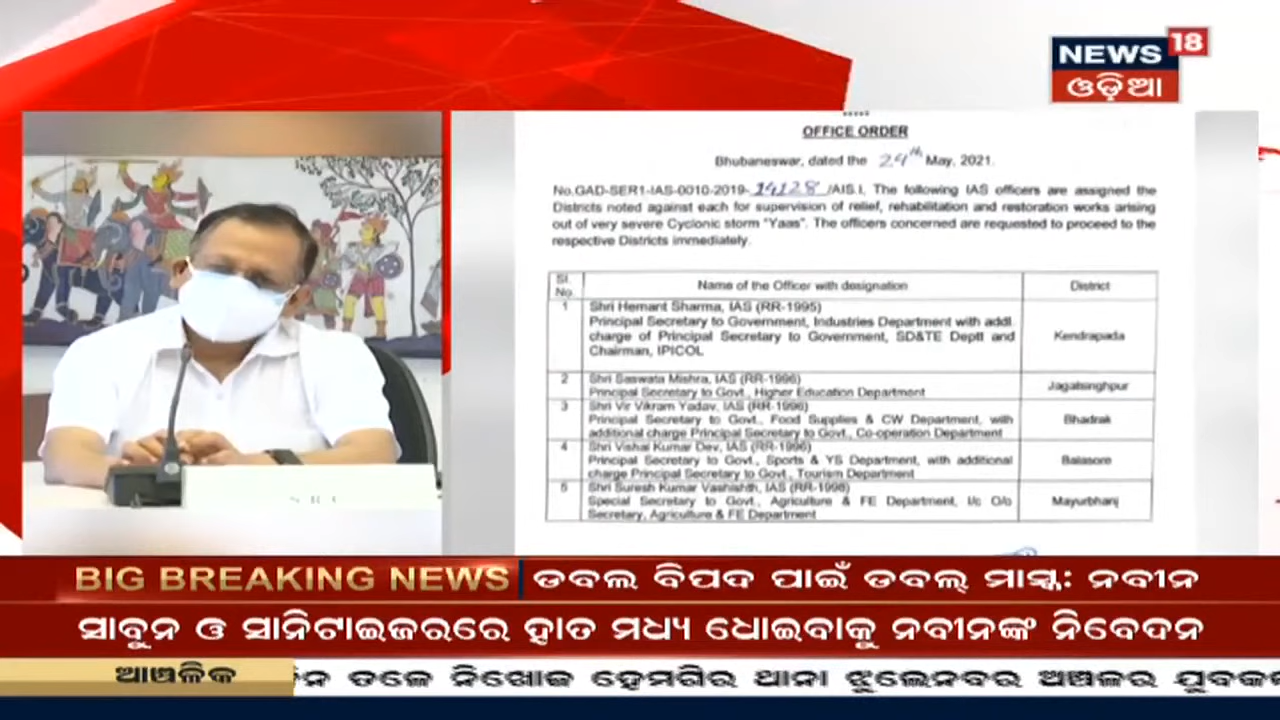 NEWS 18
ଓଡ଼ିଆ
OFFICE ORDER
Bhubaneswar, dated the 24th May, 2021.
No.GAD-SER1-IAS-0010-2019-14128/AIS.I, The following IAS officers are assigned the
Districts noted against each for supervision of relief, rehabilitation and restoration works arising
out of very severe Cyclonic storm "Yaas". The officers concerned are requested to proceed to the
respective Districts immediately.
Sl. No. Name of the Officer with designation District
1 Shri Hemant Sharma, IAS (RR-1995)
Principal Secretary to Government, Industries Department with addl.
charge of Principal Secretary to Government, SD&TE Deptt and
Chairman, IPICOL
Kendrapada
2 Shri Saswata Mishra, IAS (RR-1996)
Principal Secretary to Govt., Higher Education Department
Jagatsinghpur
3 Shri Vir Vikram Yadav, IAS (RR-1996)
Principal Secretary to Govt., Food Supplies & CW Department, with
additional charge Principal Secretary to Govt., Co-operation Department
Bhadrak
4 Shri Vishal Kumar Dev, IAS (RR-1996)
Principal Secretary to Govt., Sports & YS Department, with additional
charge Principal Secretary to Govt., Tourism Department
Balasore
5 Shri Suresh Kumar Vashishth, IAS (RR-1998)
Special Secretary to Govt., Agriculture & FE Department, I/c O/o
Secretary, Agriculture & FE Department
Mayurbhanj
BIG BREAKING NEWS ଡବଲ ବିପଦ ପାଇଁ ଡବଲ୍ ମାସ୍କ: ନବୀନ
ସାବୁନ ଓ ସାନିଟାଇଜରରେ ହାତ ମଧ୍ୟ ଧୋଇବାକୁ ନବୀନଙ୍କ ନିବେଦନ
ଆଞ୍ଚଳିକ ତଳେ ନିଖୋଜ ହେମଗିର ଥାନା ଝୁଲେନବର ଅଞ୍ଚଳର